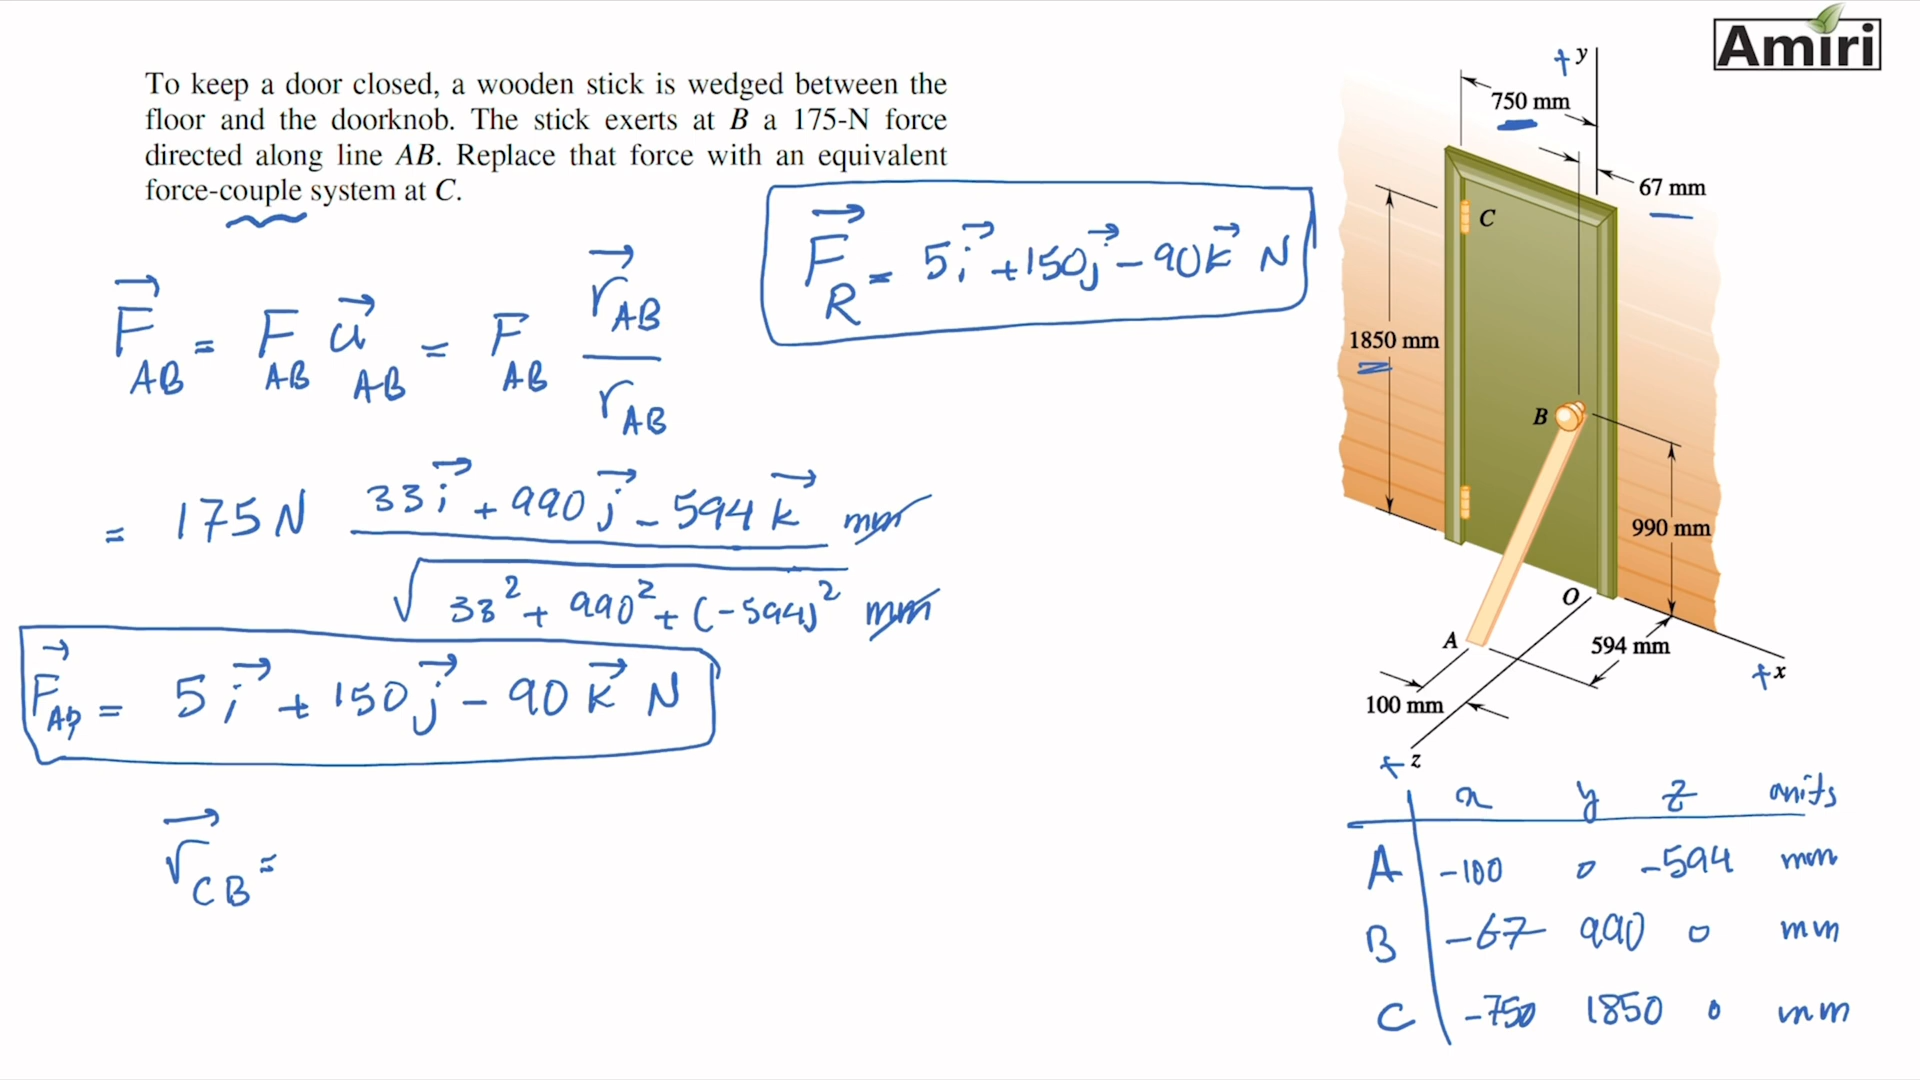 Amiri
To keep a door closed, a wooden stick is wedged between the
floor and the doorknob. The stick exerts at B a 175-N force
directed along line AB. Replace that force with an equivalent
force-couple system at C.
F_R = 5i + 150j - 90k N
F_AB = F_AB u_AB = F_AB r_AB / r_AB
= 175 N 33i + 990j - 594k mm
√ 33² + 990² + (-594)² mm
F_AB = 5i + 150j - 90k N
r_CB =
+y
750 mm
67 mm
C
1850 mm
B
990 mm
O
A
594 mm
+x
100 mm
+z
x y z units
A -100 0 -594 mm
B -67 990 0 mm
C -750 1850 0 mm